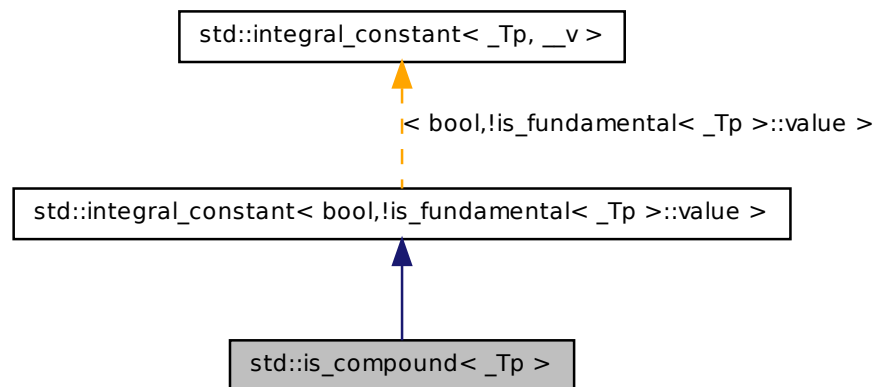 std::integral_constant< _Tp, __v >
< bool,!is_fundamental< _Tp >::value >
std::integral_constant< bool,!is_fundamental< _Tp >::value >
std::is_compound< _Tp >